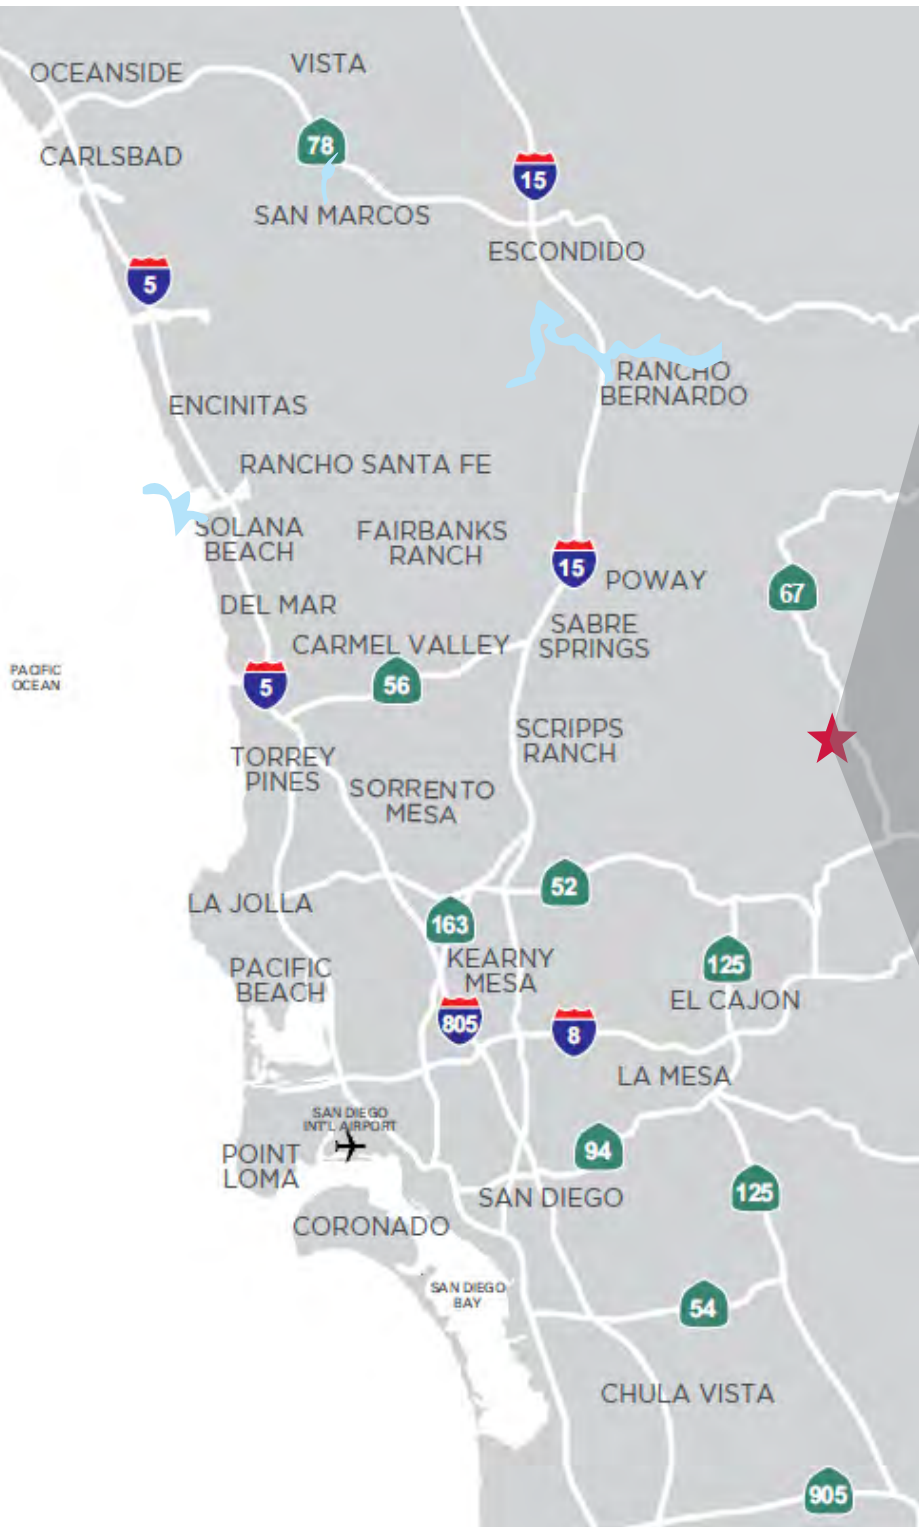 VISTA
OCEANSIDE
78
CARLSBAD
15
SAN MARCOS
ESCONDIDO
5
RANCHO
BERNARDO
ENCINITAS
RANCHO SANTA FE
SOLANA
BEACH
FAIRBANKS
RANCH
15
POWAY
67
DEL MAR
SABRE
SPRINGS
CARMEL VALLEY
PACIFIC
OCEAN
5
56
SCRIPPS
RANCH
TORREY
PINES
SORRENTO
MESA
52
LA JOLLA
163
KEARNY
MESA
125
PACIFIC
BEACH
EL CAJON
805
8
LA MESA
SAN DIEGO
INT'L AIRPORT
94
POINT
LOMA
125
SAN DIEGO
CORONADO
SAN DIEGO
BAY
54
CHULA VISTA
905